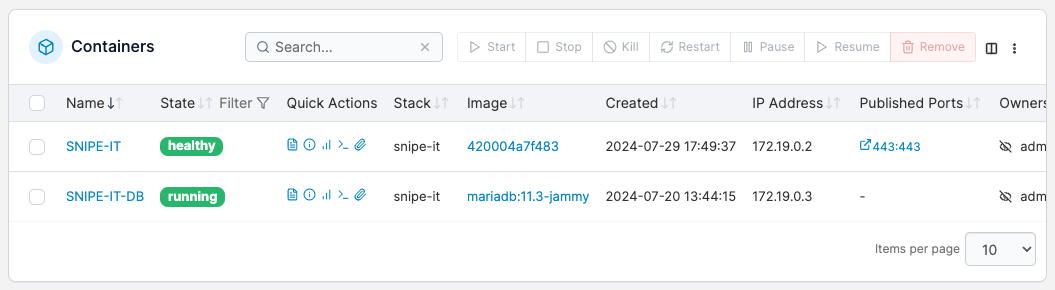 Containers Search... Start Stop Kill Restart Pause Resume Remove
Name State Filter Quick Actions Stack Image Created IP Address Published Ports Owners
SNIPE-IT healthy snipe-it 420004a7f483 2024-07-29 17:49:37 172.19.0.2 443:443 adm
SNIPE-IT-DB running snipe-it mariadb:11.3-jammy 2024-07-20 13:44:15 172.19.0.3 - adm
Items per page 10